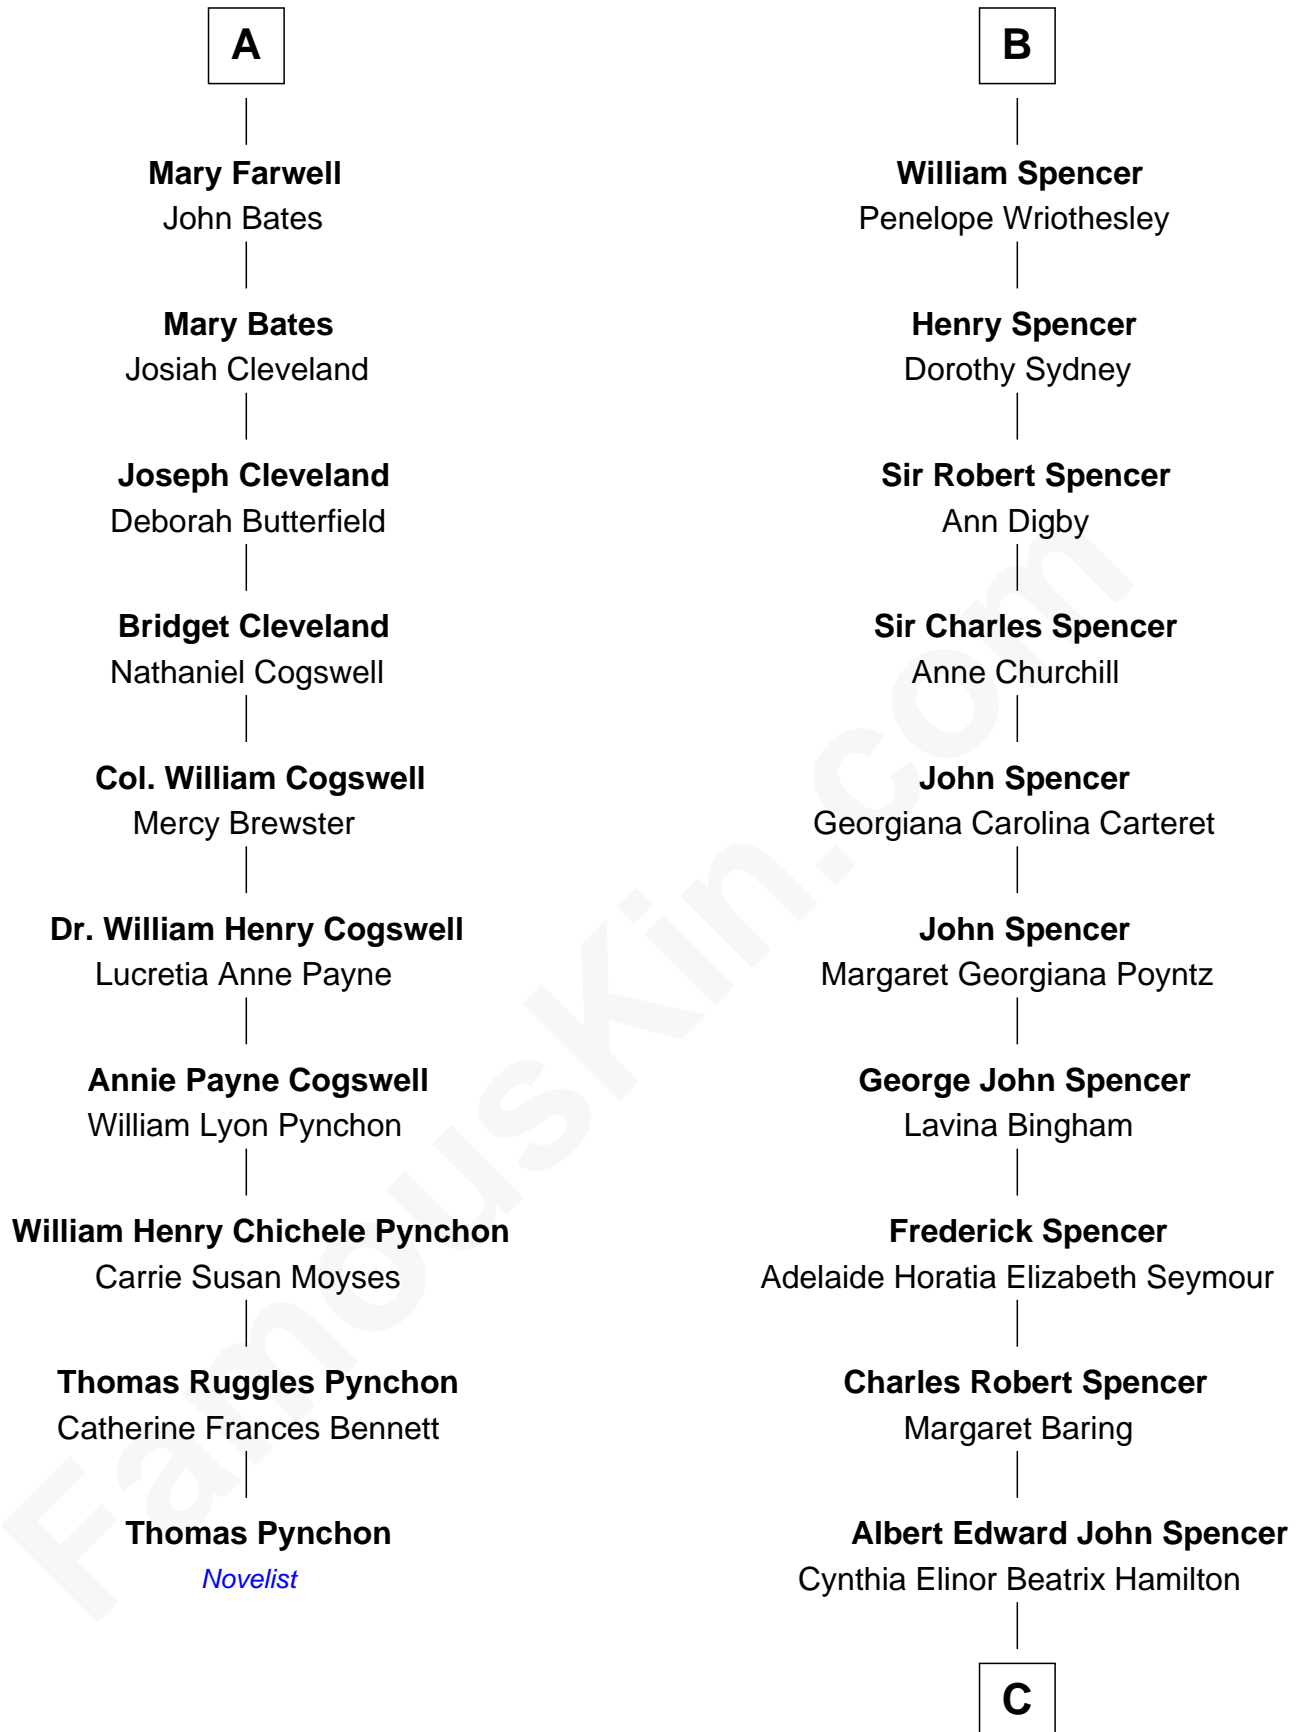 A
Mary Farwell
John Bates
Mary Bates
Josiah Cleveland
Joseph Cleveland
Deborah Butterfield
Bridget Cleveland
Nathaniel Cogswell
Col. William Cogswell
Mercy Brewster
Dr. William Henry Cogswell
Lucretia Anne Payne
Annie Payne Cogswell
William Lyon Pynchon
William Henry Chichele Pynchon
Carrie Susan Moyses
Thomas Ruggles Pynchon
Catherine Frances Bennett
Thomas Pynchon
Novelist
B
William Spencer
Penelope Wriothesley
Henry Spencer
Dorothy Sydney
Sir Robert Spencer
Ann Digby
Sir Charles Spencer
Anne Churchill
John Spencer
Georgiana Carolina Carteret
John Spencer
Margaret Georgiana Poyntz
George John Spencer
Lavina Bingham
Frederick Spencer
Adelaide Horatia Elizabeth Seymour
Charles Robert Spencer
Margaret Baring
Albert Edward John Spencer
Cynthia Elinor Beatrix Hamilton
C
FamousKin.com